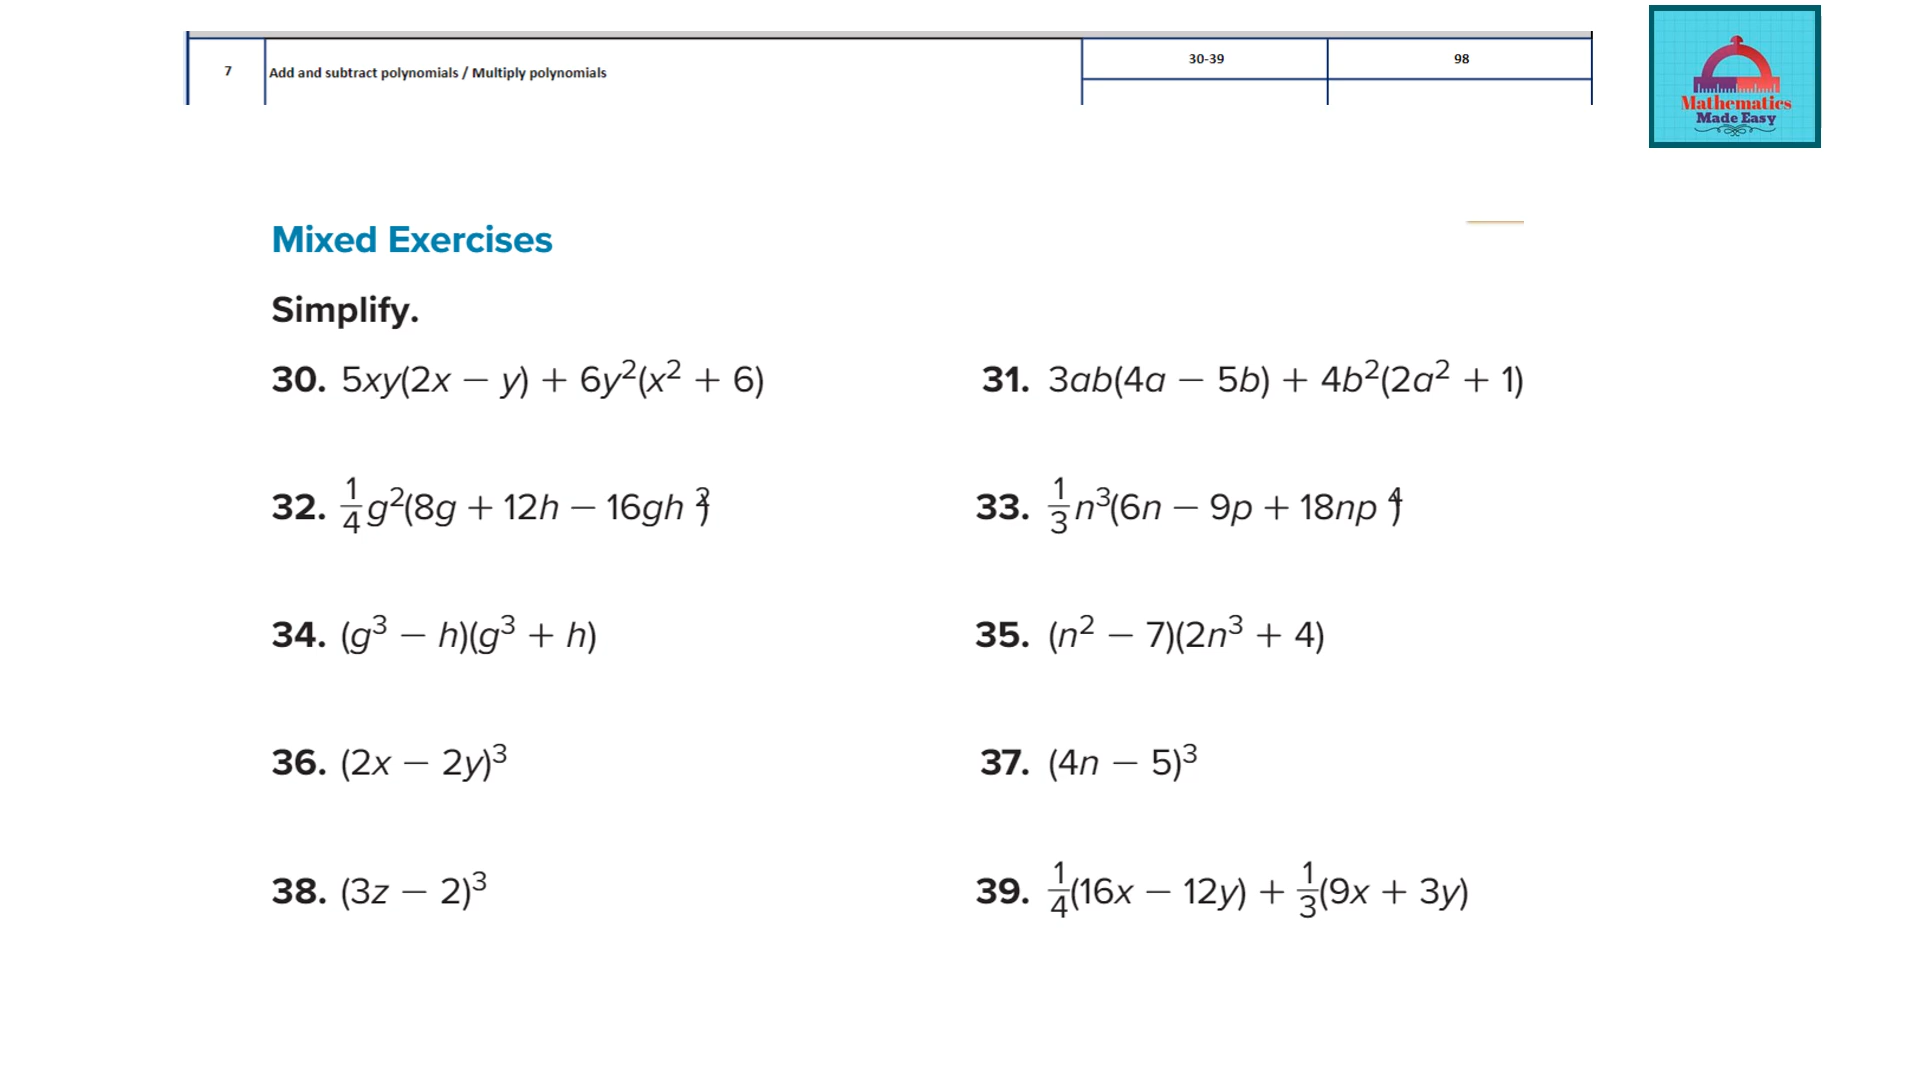 7 Add and subtract polynomials / Multiply polynomials 30-39 98
Mathematics
Made Easy
Mixed Exercises
Simplify.
30. 5xy(2x − y) + 6y²(x² + 6)
31. 3ab(4a − 5b) + 4b²(2a² + 1)
32. 1/4 g²(8g + 12h − 16gh²)
33. 1/3 n³(6n − 9p + 18np⁴)
34. (g³ − h)(g³ + h)
35. (n² − 7)(2n³ + 4)
36. (2x − 2y)³
37. (4n − 5)³
38. (3z − 2)³
39. 1/4(16x − 12y) + 1/3(9x + 3y)